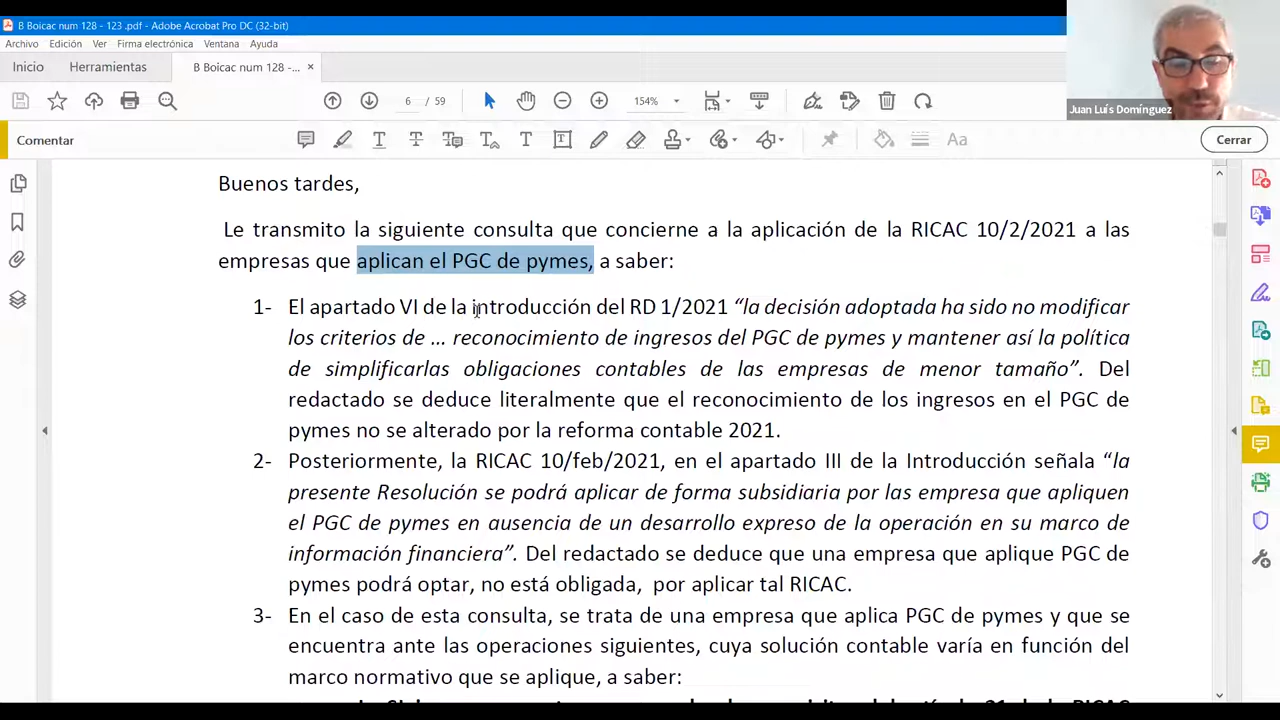 B Boicac num 128 - 123 .pdf - Adobe Acrobat Pro DC (32-bit)
Archivo Edición Ver Firma electrónica Ventana Ayuda
Inicio Herramientas B Boicac num 128 -... ×
6 / 59 154%
Juan Luís Domínguez
Comentar Cerrar
Buenos tardes,
Le transmito la siguiente consulta que concierne a la aplicación de la RICAC 10/2/2021 a las
empresas que aplican el PGC de pymes, a saber:
1- El apartado VI de la introducción del RD 1/2021 “la decisión adoptada ha sido no modificar
los criterios de ... reconocimiento de ingresos del PGC de pymes y mantener así la política
de simplificarlas obligaciones contables de las empresas de menor tamaño”. Del
redactado se deduce literalmente que el reconocimiento de los ingresos en el PGC de
pymes no se alterado por la reforma contable 2021.
2- Posteriormente, la RICAC 10/feb/2021, en el apartado III de la Introducción señala “la
presente Resolución se podrá aplicar de forma subsidiaria por las empresa que apliquen
el PGC de pymes en ausencia de un desarrollo expreso de la operación en su marco de
información financiera”. Del redactado se deduce que una empresa que aplique PGC de
pymes podrá optar, no está obligada, por aplicar tal RICAC.
3- En el caso de esta consulta, se trata de una empresa que aplica PGC de pymes y que se
encuentra ante las operaciones siguientes, cuya solución contable varía en función del
marco normativo que se aplique, a saber: